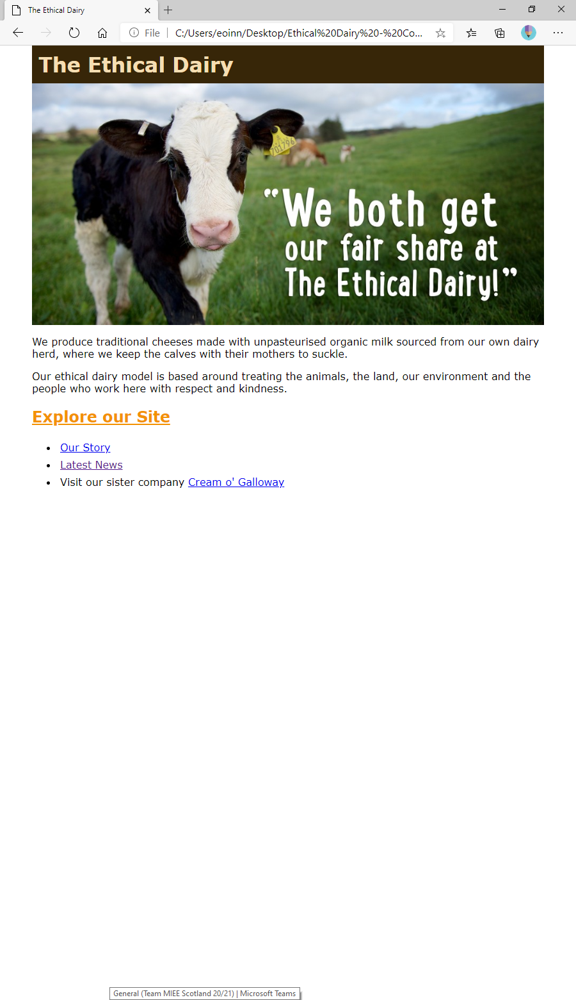 The Ethical Dairy
File
C:/Users/eoinn/Desktop/Ethical%20Dairy%20-%20Co...
The Ethical Dairy
701796
“We both get
our fair share at
The Ethical Dairy!”
We produce traditional cheeses made with unpasteurised organic milk sourced from our own dairy
herd, where we keep the calves with their mothers to suckle.
Our ethical dairy model is based around treating the animals, the land, our environment and the
people who work here with respect and kindness.
Explore our Site
• Our Story
• Latest News
• Visit our sister company Cream o' Galloway
General (Team MIEE Scotland 20/21) | Microsoft Teams